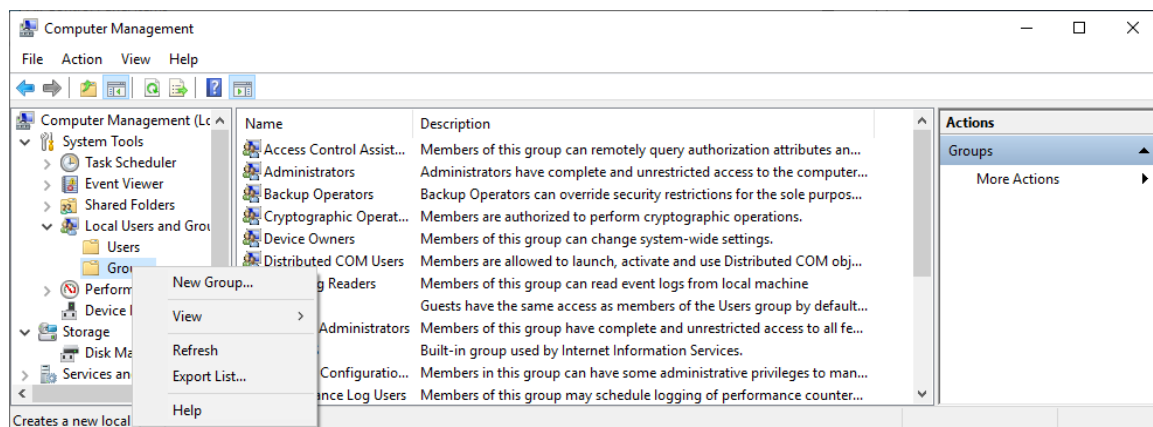 Computer Management
File Action View Help
Computer Management (Lc
System Tools
Task Scheduler
Event Viewer
Shared Folders
Local Users and Grou
Users
Grou
Perform
Device
Storage
Disk Ma
Services an
Name Description
Access Control Assist... Members of this group can remotely query authorization attributes an...
Administrators Administrators have complete and unrestricted access to the computer...
Backup Operators Backup Operators can override security restrictions for the sole purpos...
Cryptographic Operat... Members are authorized to perform cryptographic operations.
Device Owners Members of this group can change system-wide settings.
Distributed COM Users Members are allowed to launch, activate and use Distributed COM obj...
g Readers Members of this group can read event logs from local machine
Guests have the same access as members of the Users group by default...
Administrators Members of this group have complete and unrestricted access to all fe...
Built-in group used by Internet Information Services.
Configuratio... Members in this group can have some administrative privileges to man...
ance Log Users Members of this group may schedule logging of performance counter...
New Group...
View
Refresh
Export List...
Help
Actions
Groups
More Actions
Creates a new local